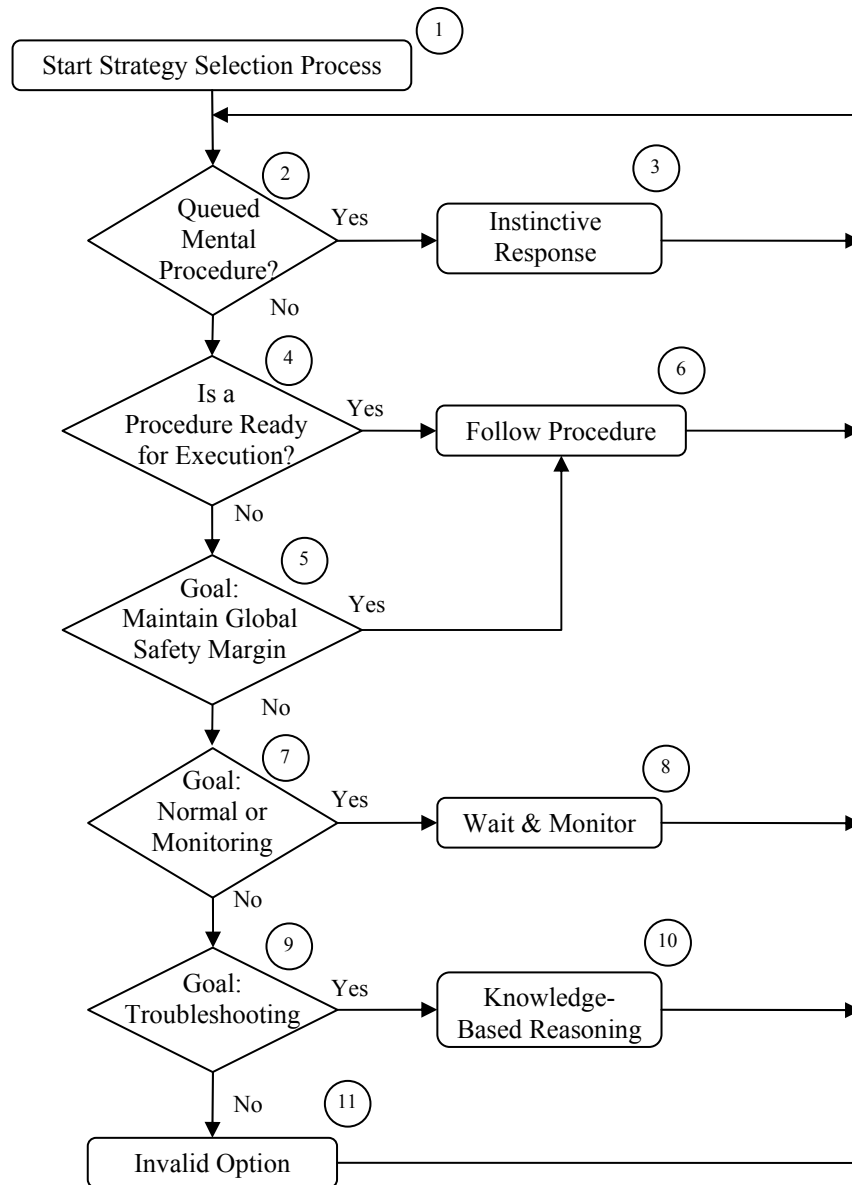 1
Start Strategy Selection Process
2
Queued
Mental
Procedure?
Yes
3
Instinctive
Response
No
4
Is a
Procedure Ready
for Execution?
Yes
6
Follow Procedure
No
5
Goal:
Maintain Global
Safety Margin
Yes
No
7
Goal:
Normal or
Monitoring
Yes
8
Wait & Monitor
No
9
Goal:
Troubleshooting
Yes
10
Knowledge-
Based Reasoning
No
11
Invalid Option